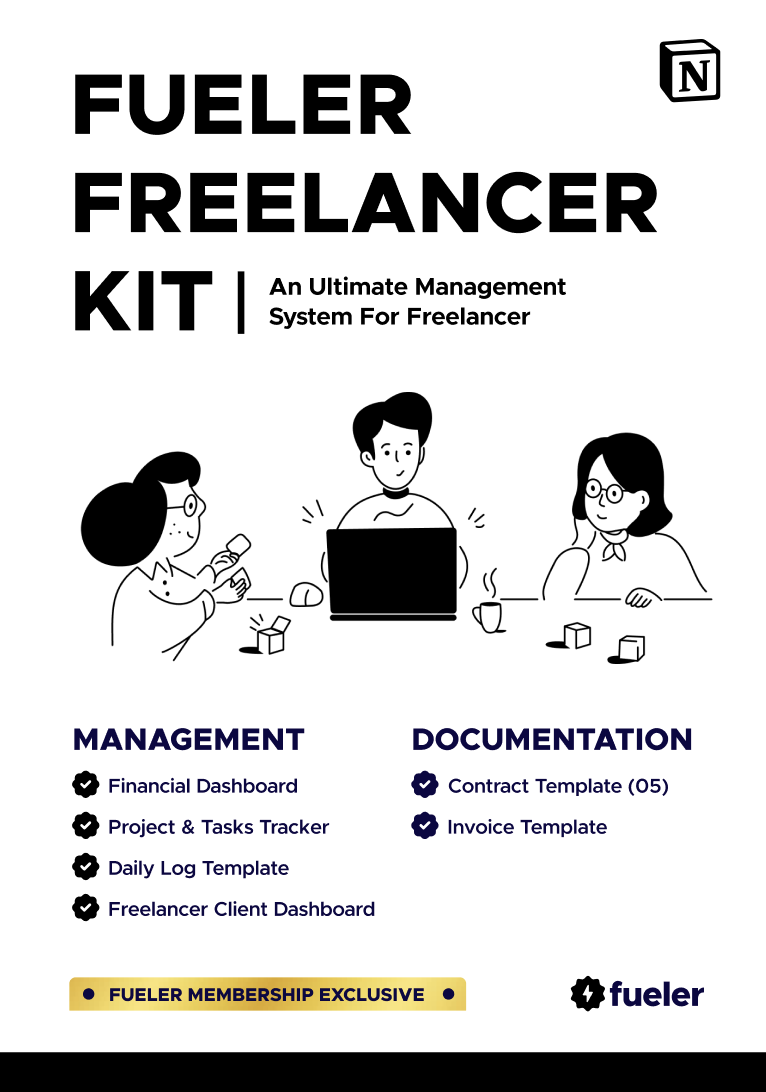 N
FUELER
FREELANCER
KIT
An Ultimate Management
System For Freelancer
MANAGEMENT
Financial Dashboard
Project & Tasks Tracker
Daily Log Template
Freelancer Client Dashboard
DOCUMENTATION
Contract Template (05)
Invoice Template
FUELER MEMBERSHIP EXCLUSIVE
fueler